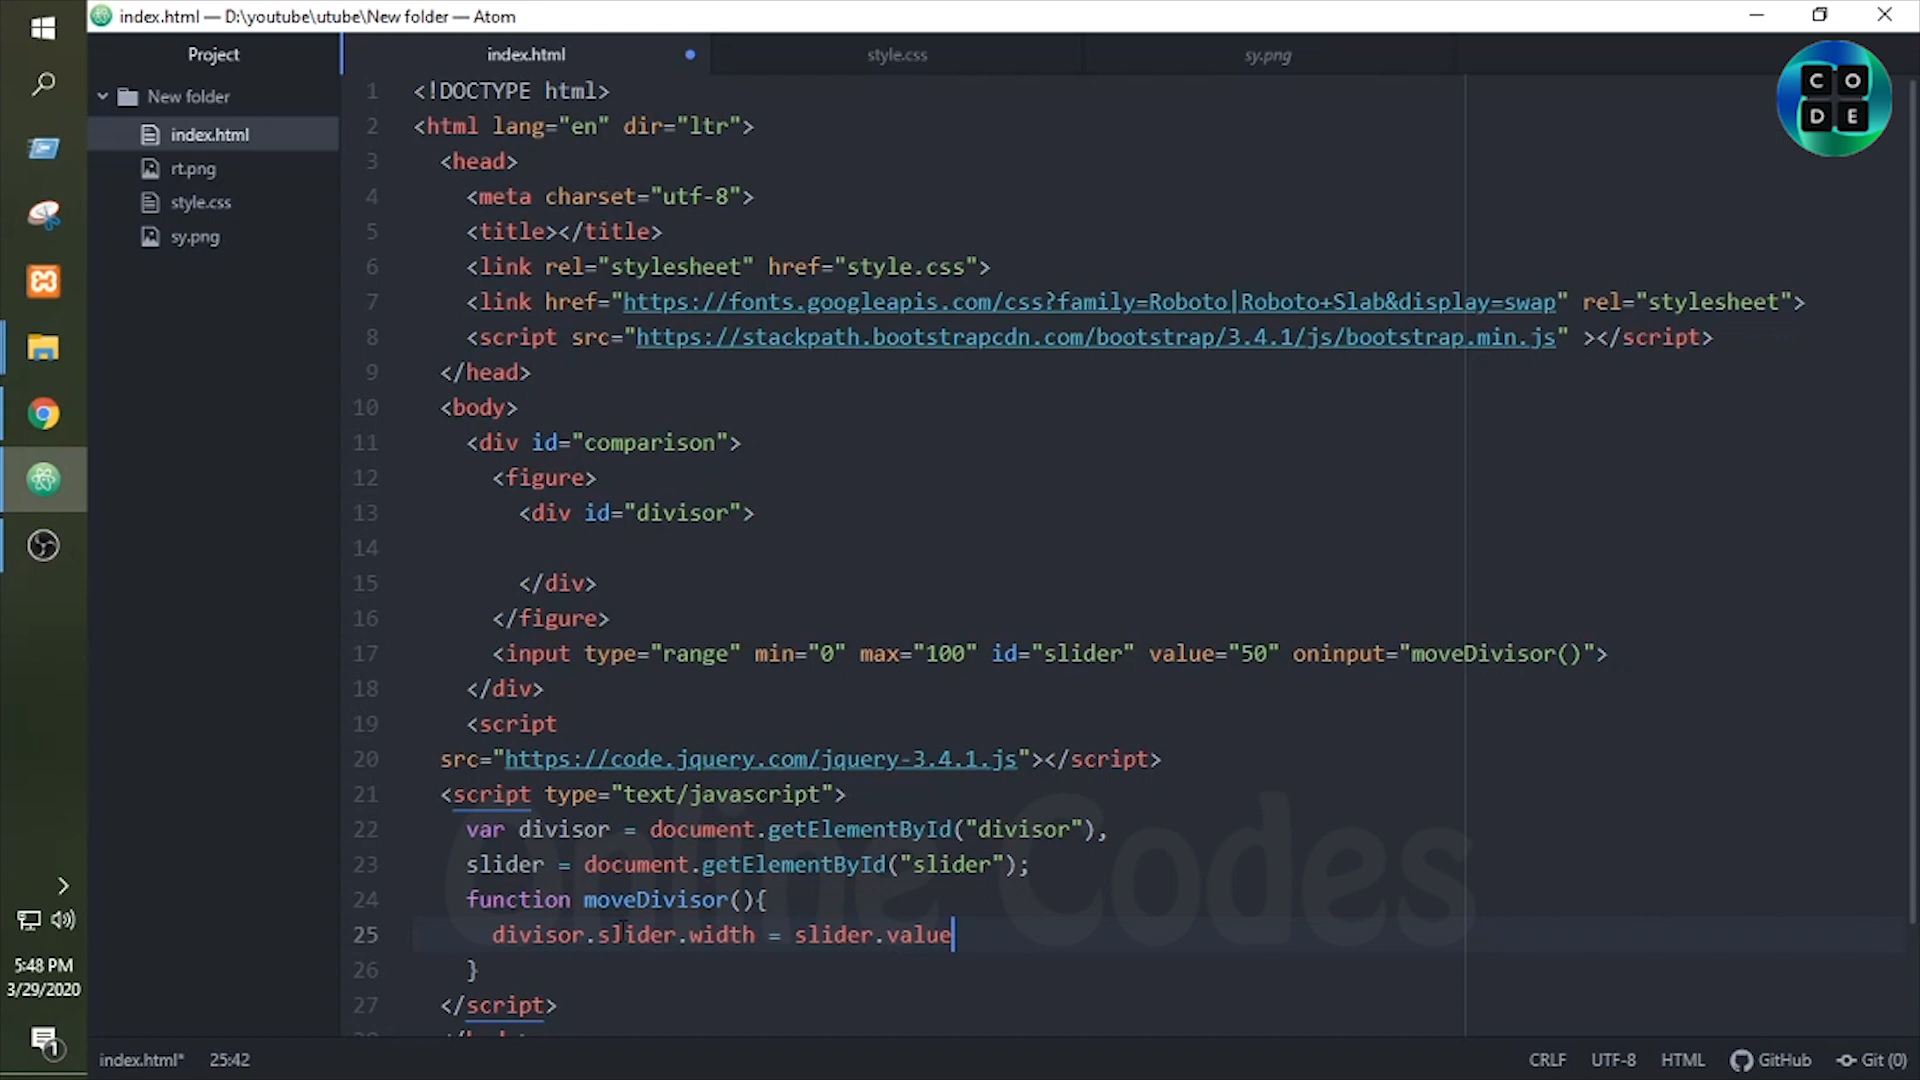 index.html — D:\youtube\utube\New folder — Atom
Project
index.html
style.css
sy.png
C O
D E
New folder
index.html
rt.png
style.css
sy.png
1 <!DOCTYPE html>
2 <html lang="en" dir="ltr">
3 <head>
4 <meta charset="utf-8">
5 <title></title>
6 <link rel="stylesheet" href="style.css">
7 <link href="https://fonts.googleapis.com/css?family=Roboto|Roboto+Slab&display=swap" rel="stylesheet">
8 <script src="https://stackpath.bootstrapcdn.com/bootstrap/3.4.1/js/bootstrap.min.js" ></script>
9 </head>
10 <body>
11 <div id="comparison">
12 <figure>
13 <div id="divisor">
14
15 </div>
16 </figure>
17 <input type="range" min="0" max="100" id="slider" value="50" oninput="moveDivisor()">
18 </div>
19 <script
20 src="https://code.jquery.com/jquery-3.4.1.js"></script>
21 <script type="text/javascript">
22 var divisor = document.getElementById("divisor"),
23 slider = document.getElementById("slider");
24 function moveDivisor(){
25 divisor.slider.width = slider.value
26 }
27 </script>
Online Codes
5:48 PM
3/29/2020
1
index.html*
25:42
CRLF
UTF-8
HTML
GitHub
Git (0)